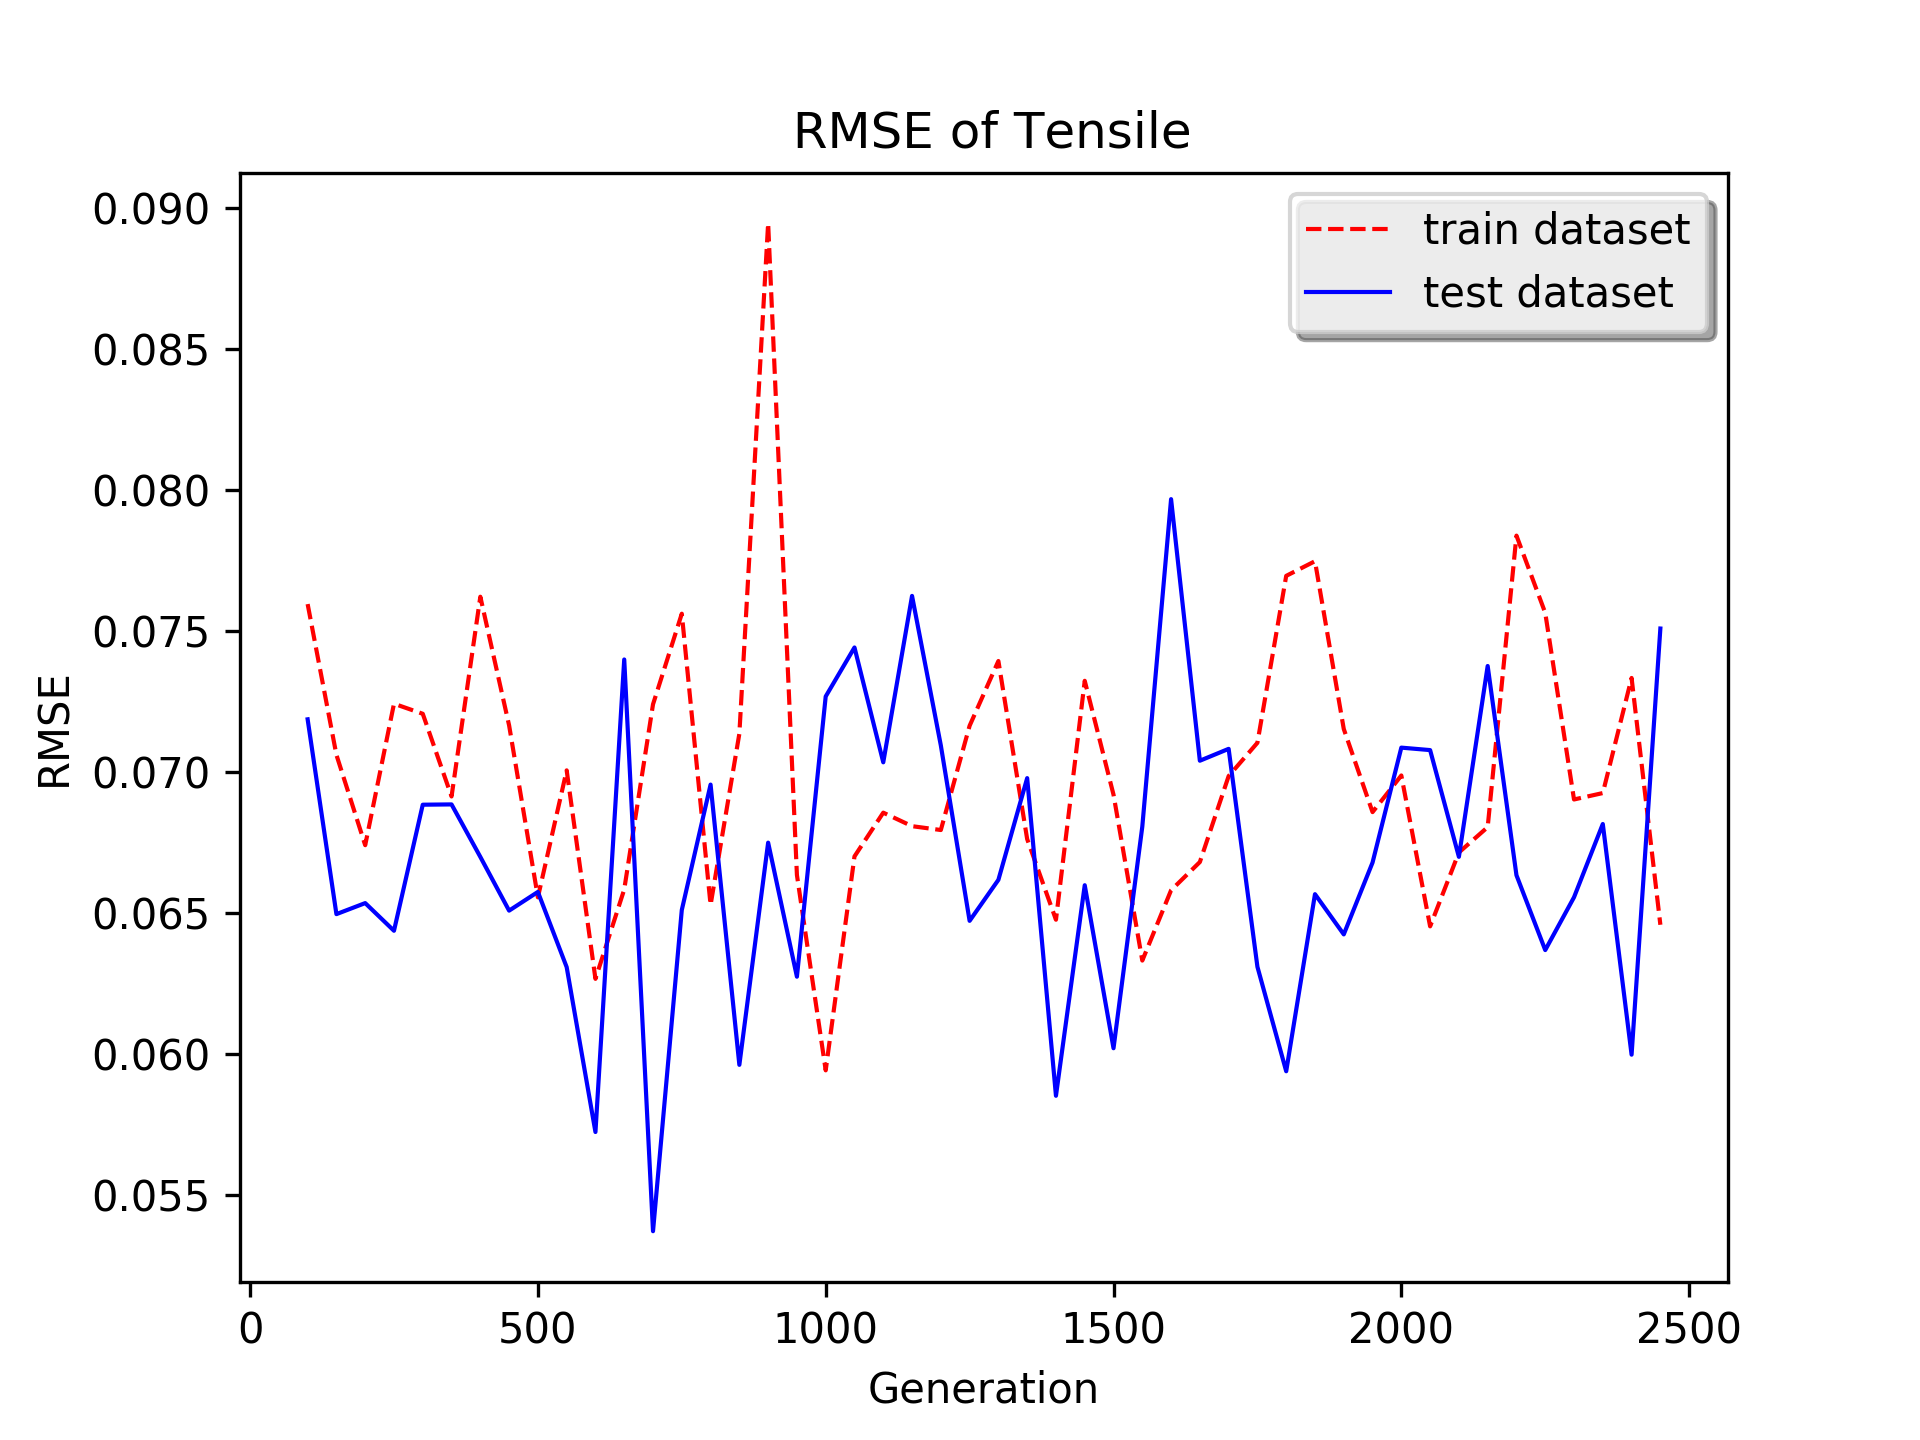 RMSE of Tensile
train dataset
test dataset
0.090
0.085
0.080
0.075
0.070
0.065
0.060
0.055
RMSE
0 500 1000 1500 2000 2500
Generation